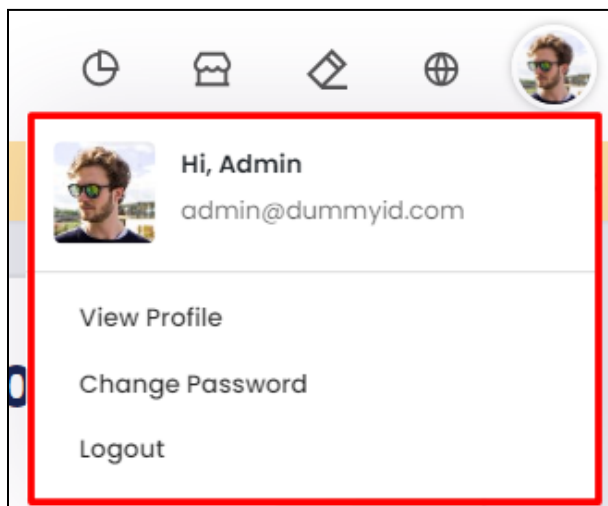 Hi, Admin
admin@dummyid.com
View Profile
Change Password
Logout